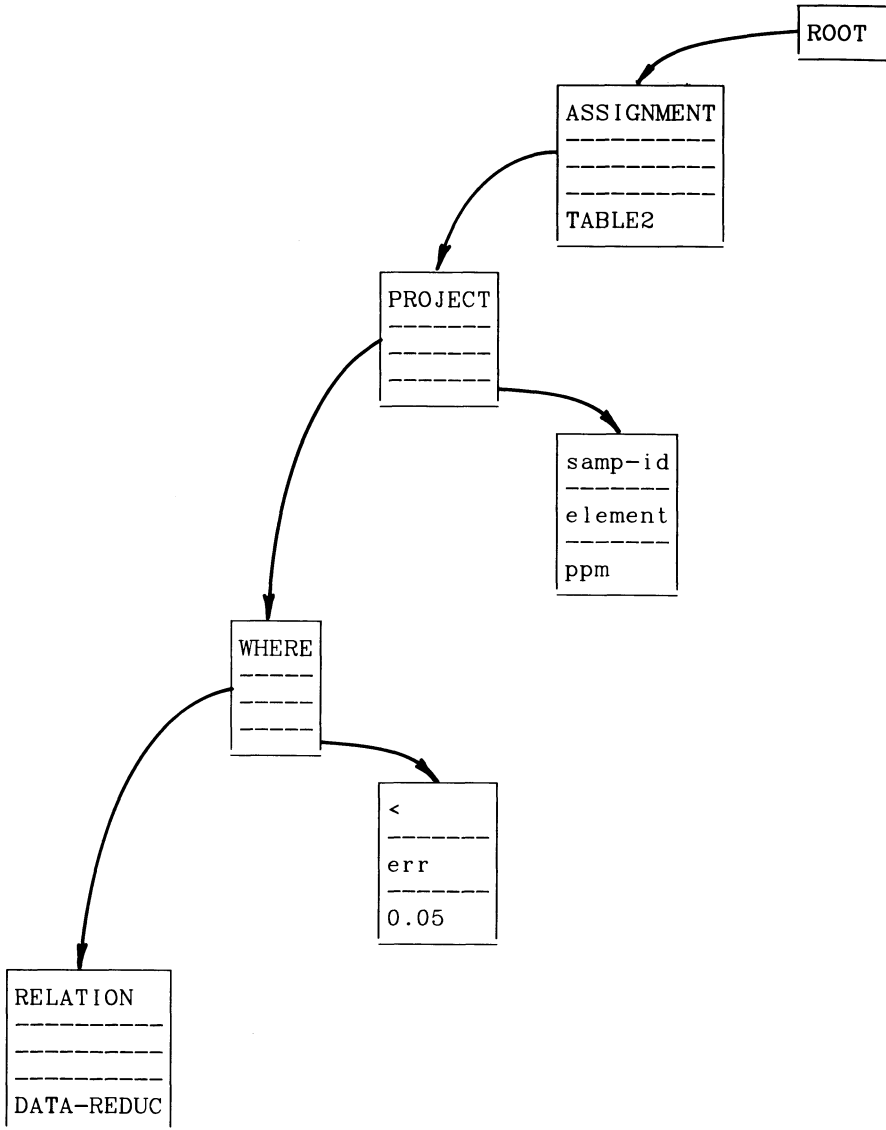 ROOT
ASSIGNMENT
TABLE2
PROJECT
samp-id
element
ppm
WHERE
<
err
0.05
RELATION
DATA-REDUC